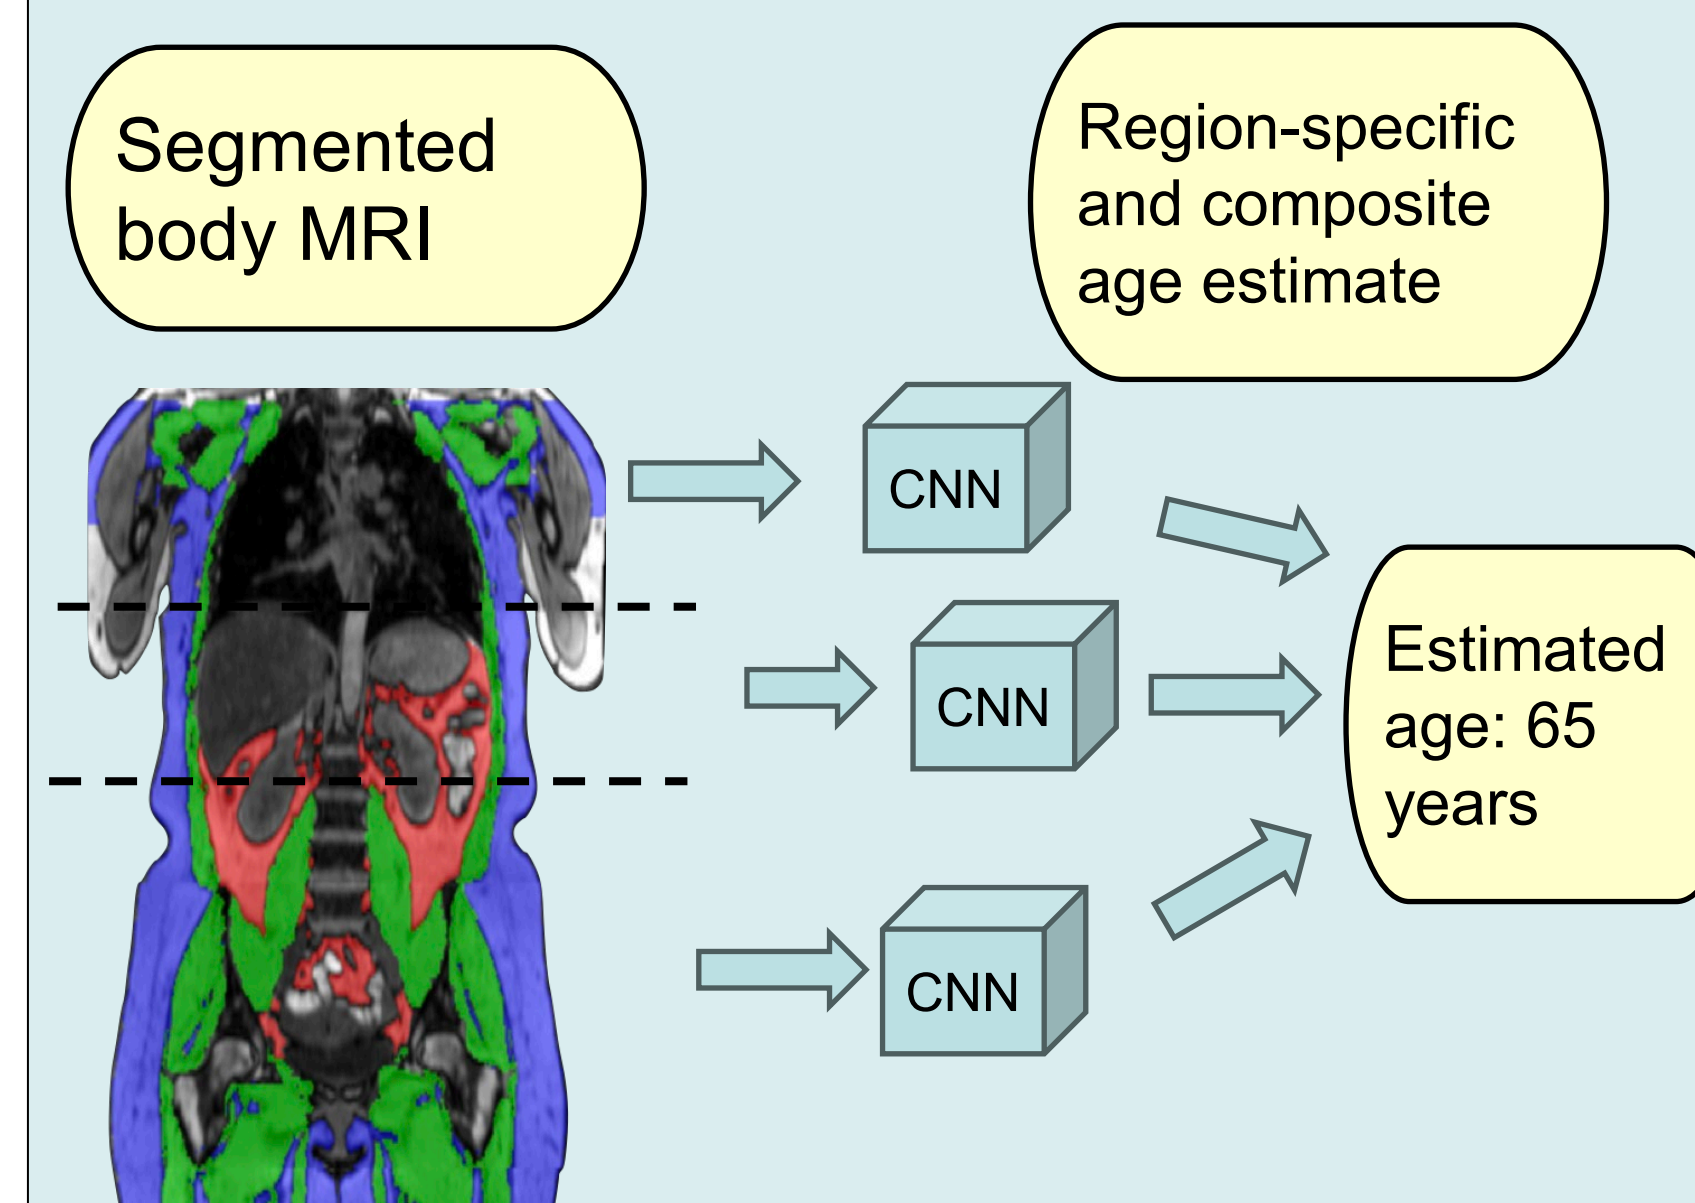 Segmented
body MRI
Region-specific
and composite
age estimate
CNN
CNN
CNN
Estimated
age: 65
years